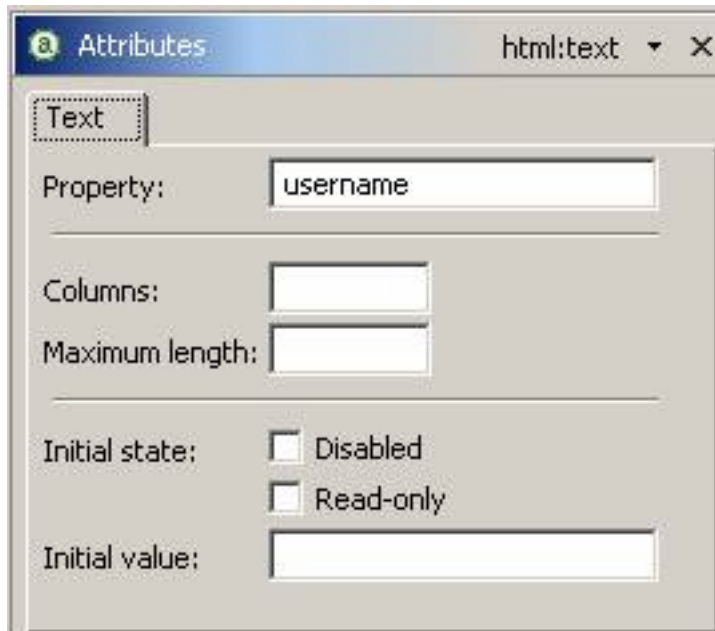 Attributes html:text
Text
Property: username
Columns:
Maximum length:
Initial state: Disabled
Read-only
Initial value: